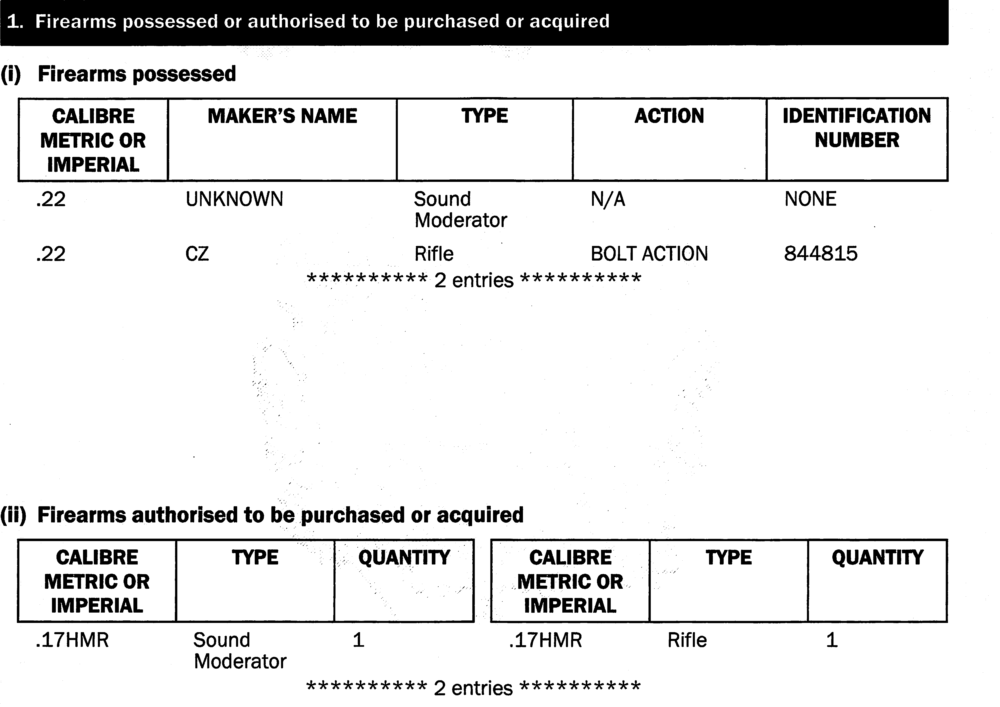 1. Firearms possessed or authorised to be purchased or acquired
(i) Firearms possessed
CALIBRE METRIC OR IMPERIAL MAKER'S NAME TYPE ACTION IDENTIFICATION NUMBER
.22 UNKNOWN Sound Moderator N/A NONE
.22 CZ Rifle BOLT ACTION 844815
********** 2 entries **********
(ii) Firearms authorised to be purchased or acquired
CALIBRE METRIC OR IMPERIAL TYPE QUANTITY CALIBRE METRIC OR IMPERIAL TYPE QUANTITY
.17HMR Sound Moderator 1 .17HMR Rifle 1
********** 2 entries **********